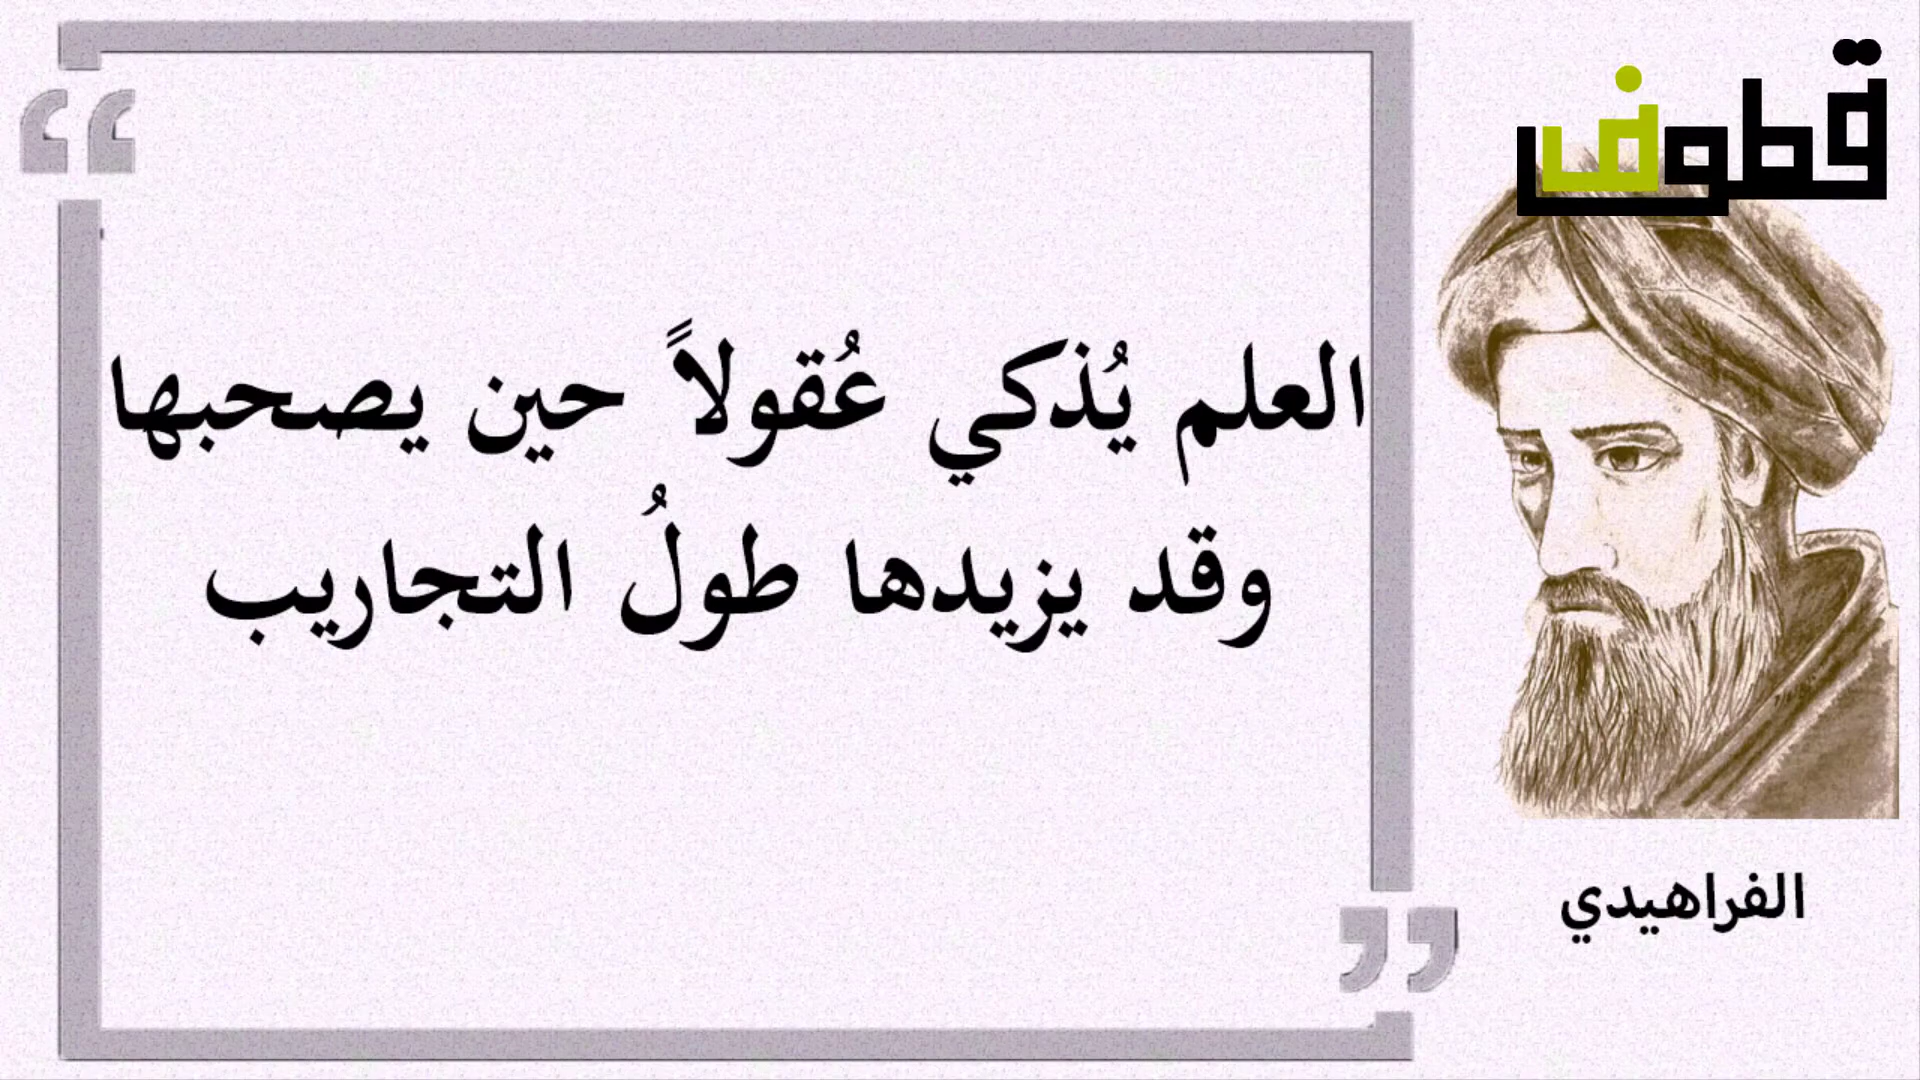 قطوف
العلم يُذكي عُقولاً حين يصحبها
وقد يزيدها طولُ التجاريب
الفراهيدي